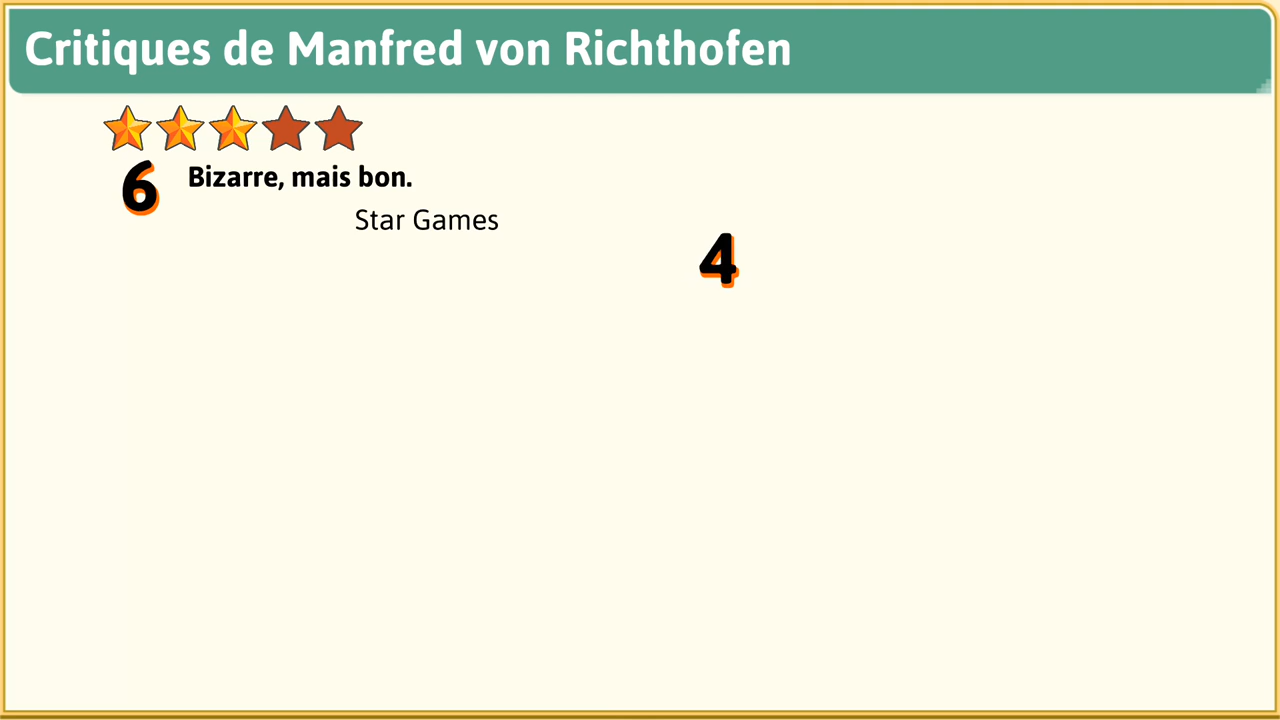 Critiques de Manfred von Richthofen
6 Bizarre, mais bon.
Star Games
4